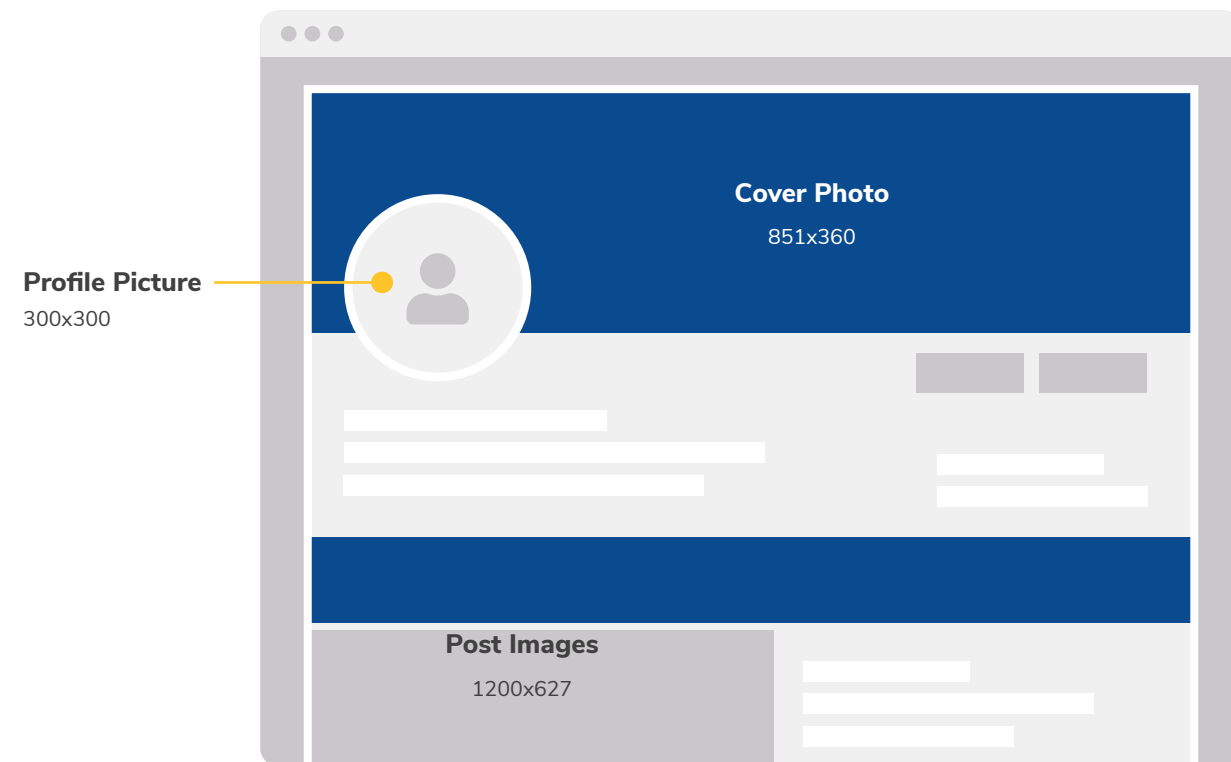 Cover Photo
851x360
Profile Picture
300x300
Post Images
1200x627